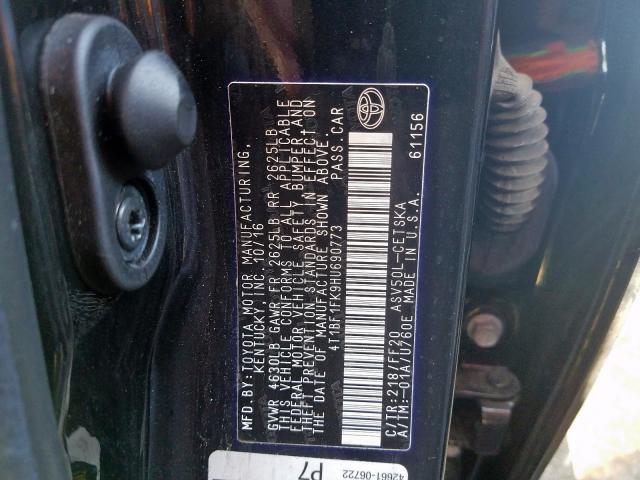 MFD.BY:TOYOTA MOTOR MANUFACTURING,
KENTUCKY, INC. 10/16
GVWR 4630LB GAWR FR 2625LB RR 2625LB
THIS VEHICLE CONFORMS TO ALL APPLICABLE
FEDERAL MOTOR VEHICLE SAFETY, BUMPER, AND
THEFT PREVENTION STANDARDS IN EFFECT ON
THE DATE OF MANUFACTURE SHOWN ABOVE.
4T1BF1FK9HU690773 PASS.CAR
C/TR:218/FF20 ASV50L-CETSKA 61156
A/TM:-01A/U760E MADE IN U.S.A.
42661-06722
P7